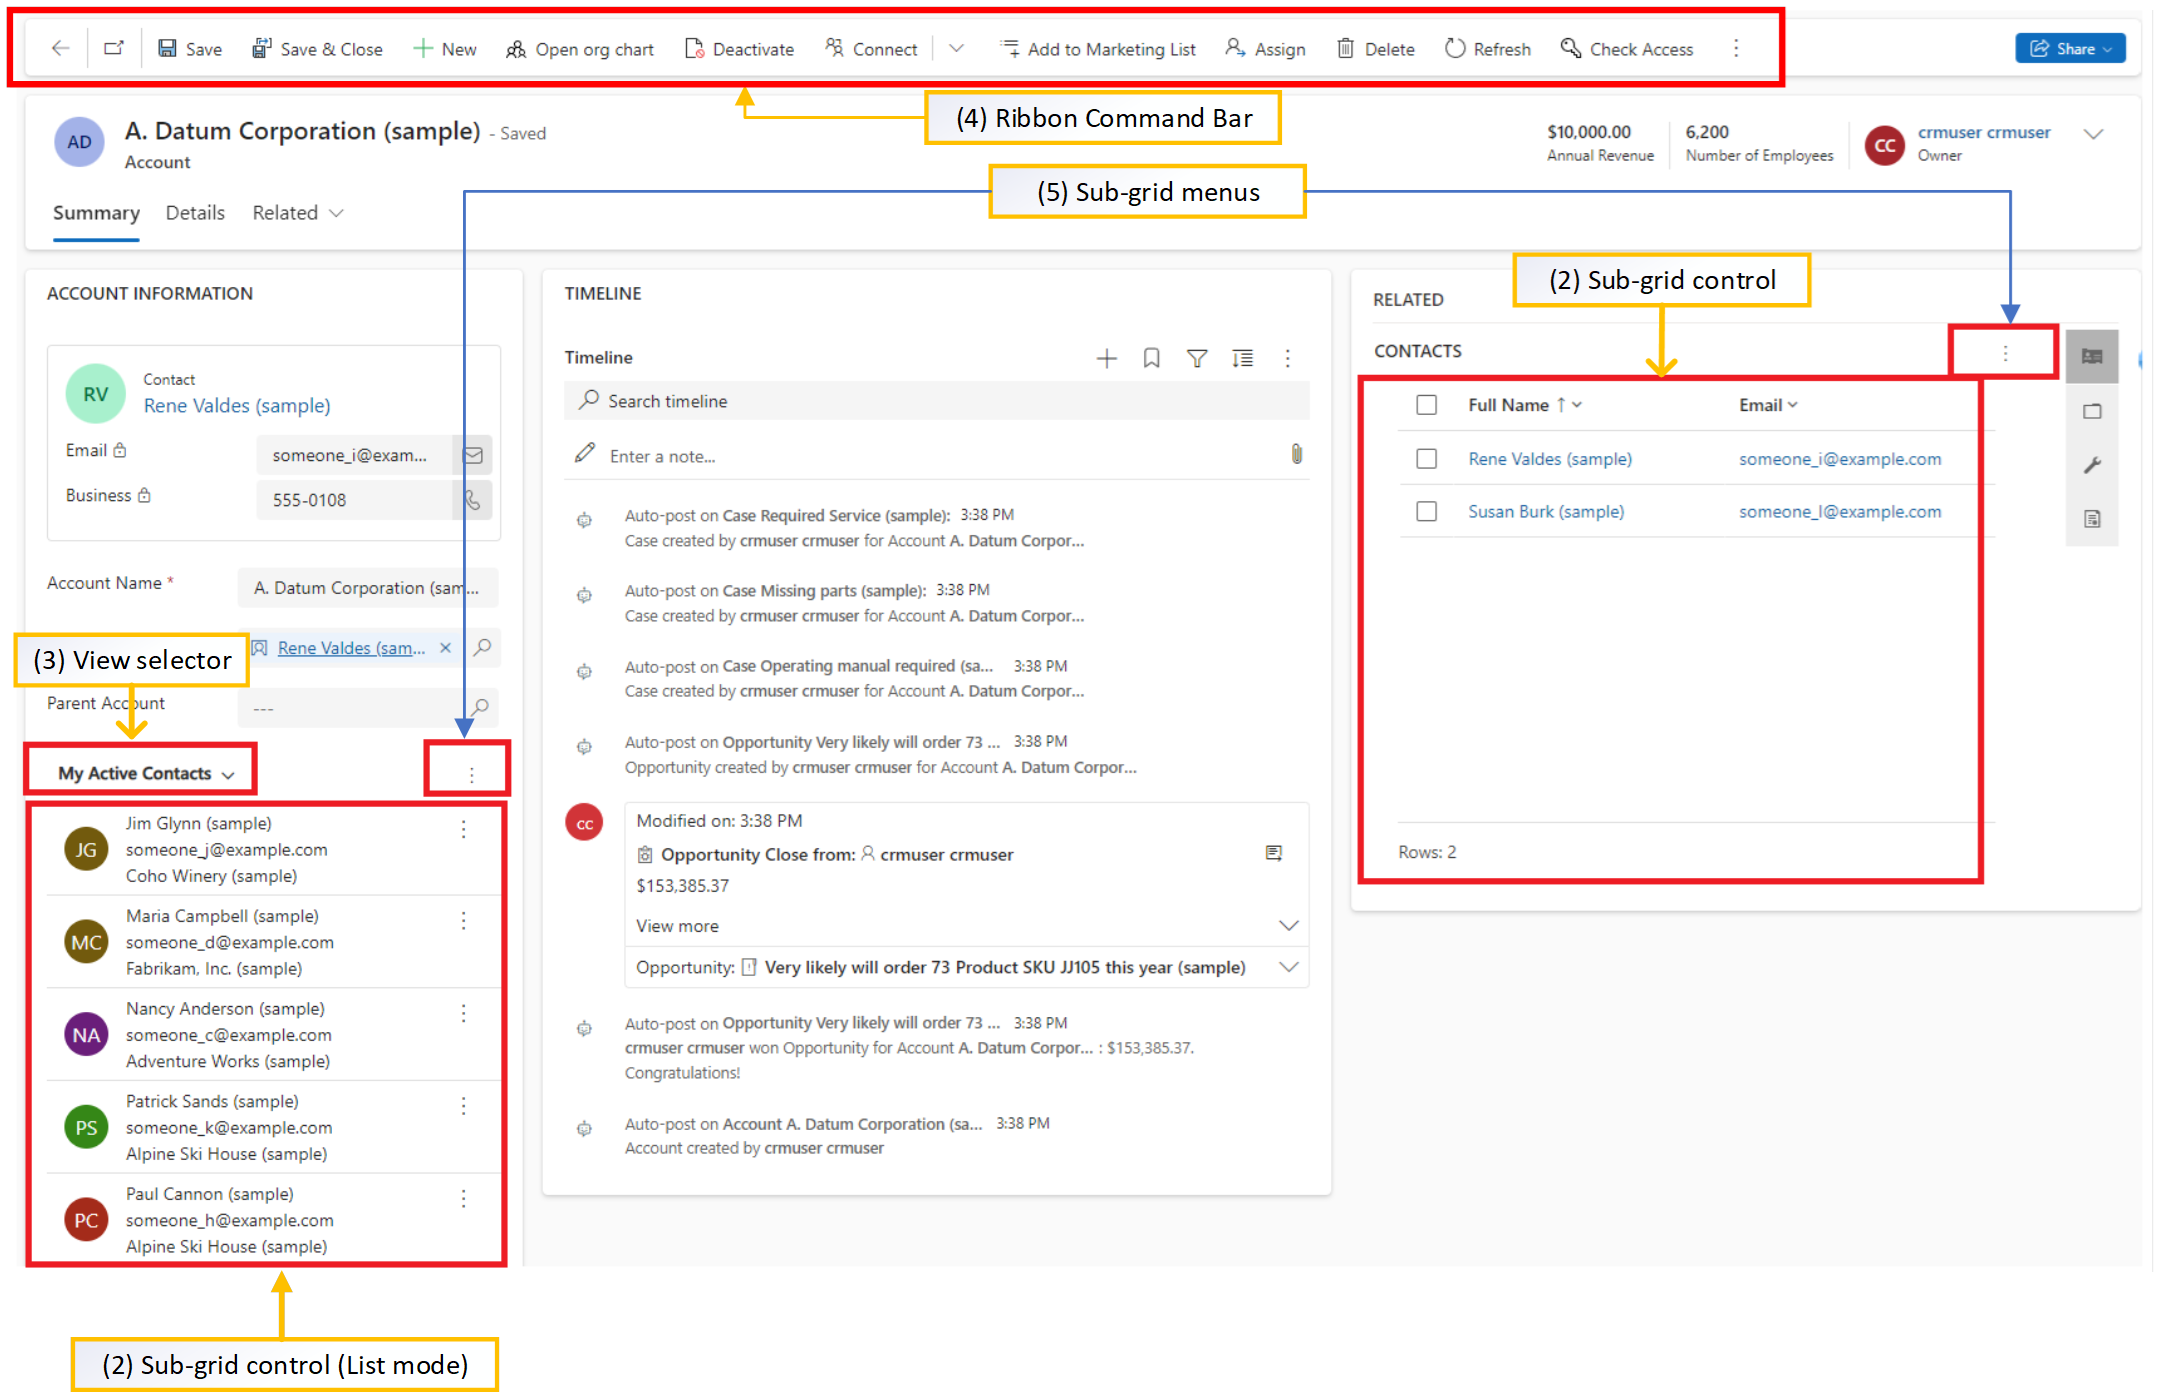 Save
Save & Close
New
Open org chart
Deactivate
Connect
Add to Marketing List
Assign
Delete
Refresh
Check Access
Share
(4) Ribbon Command Bar
AD
A. Datum Corporation (sample) - Saved
Account
$10,000.00
Annual Revenue
6,200
Number of Employees
CC
crmuser crmuser
Owner
(5) Sub-grid menus
Summary
Details
Related
ACCOUNT INFORMATION
RV
Contact
Rene Valdes (sample)
Email
someone_i@exam...
Business
555-0108
Account Name *
A. Datum Corporation (sam...
Rene Valdes (sam...
(3) View selector
Parent Account
---
My Active Contacts
JG
Jim Glynn (sample)
someone_j@example.com
Coho Winery (sample)
MC
Maria Campbell (sample)
someone_d@example.com
Fabrikam, Inc. (sample)
NA
Nancy Anderson (sample)
someone_c@example.com
Adventure Works (sample)
PS
Patrick Sands (sample)
someone_k@example.com
Alpine Ski House (sample)
PC
Paul Cannon (sample)
someone_h@example.com
Alpine Ski House (sample)
(2) Sub-grid control (List mode)
TIMELINE
Timeline
Search timeline
Enter a note...
Auto-post on Case Required Service (sample): 3:38 PM
Case created by crmuser crmuser for Account A. Datum Corpor...
Auto-post on Case Missing parts (sample): 3:38 PM
Case created by crmuser crmuser for Account A. Datum Corpor...
Auto-post on Case Operating manual required (sa... 3:38 PM
Case created by crmuser crmuser for Account A. Datum Corpor...
Auto-post on Opportunity Very likely will order 73 ... 3:38 PM
Opportunity created by crmuser crmuser for Account A. Datum Corpor...
CC
Modified on: 3:38 PM
Opportunity Close from: crmuser crmuser
$153,385.37
View more
Opportunity: Very likely will order 73 Product SKU JJ105 this year (sample)
Auto-post on Opportunity Very likely will order 73 ... 3:38 PM
crmuser crmuser won Opportunity for Account A. Datum Corpor... : $153,385.37.
Congratulations!
Auto-post on Account A. Datum Corporation (sa... 3:38 PM
Account created by crmuser crmuser
(2) Sub-grid control
RELATED
CONTACTS
Full Name
Email
Rene Valdes (sample)
someone_i@example.com
Susan Burk (sample)
someone_l@example.com
Rows: 2